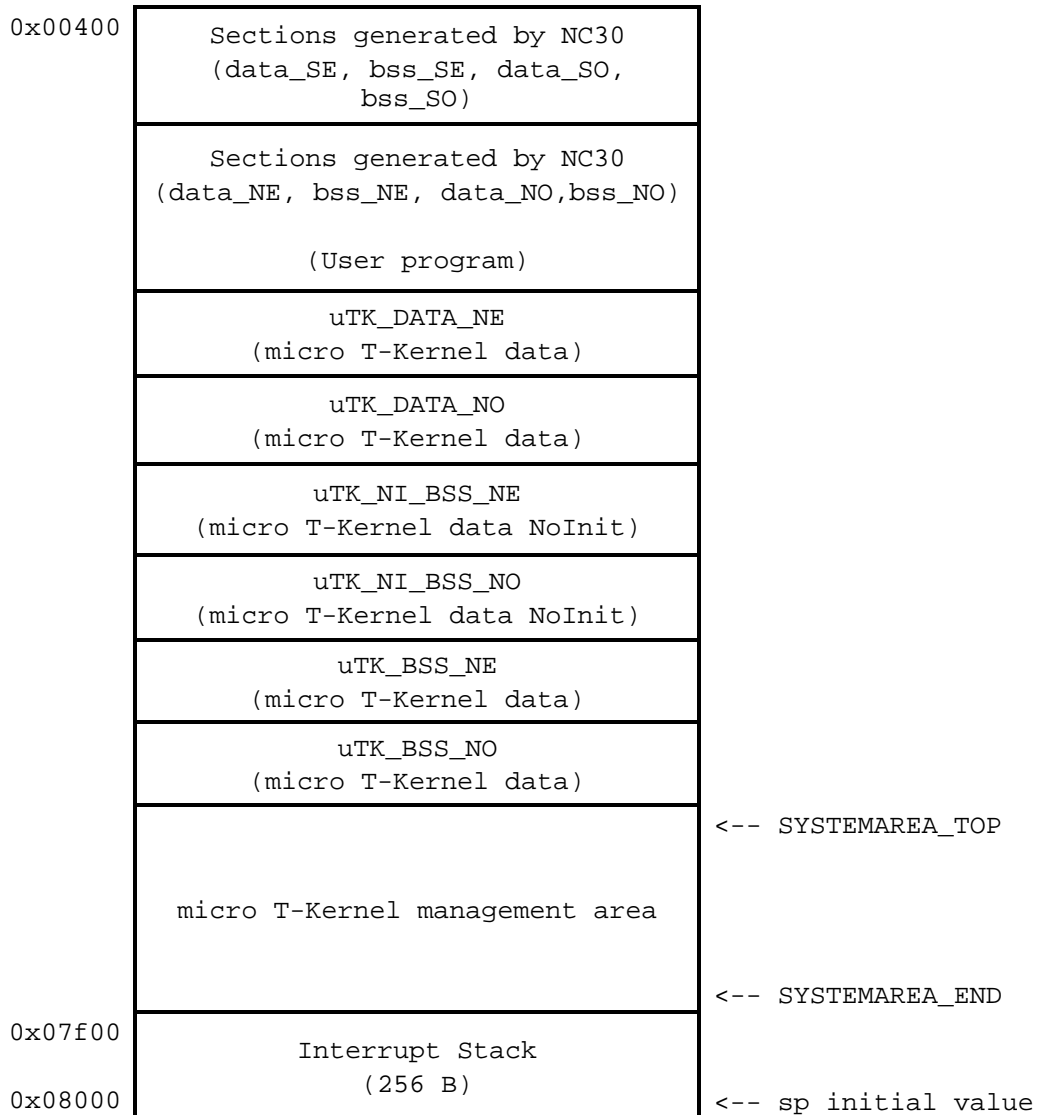 0x00400
Sections generated by NC30
(data_SE, bss_SE, data_SO,
bss_SO)
Sections generated by NC30
(data_NE, bss_NE, data_NO,bss_NO)
(User program)
uTK_DATA_NE
(micro T-Kernel data)
uTK_DATA_NO
(micro T-Kernel data)
uTK_NI_BSS_NE
(micro T-Kernel data NoInit)
uTK_NI_BSS_NO
(micro T-Kernel data NoInit)
uTK_BSS_NE
(micro T-Kernel data)
uTK_BSS_NO
(micro T-Kernel data)
<-- SYSTEMAREA_TOP
micro T-Kernel management area
<-- SYSTEMAREA_END
0x07f00
Interrupt Stack
(256 B)
0x08000
<-- sp initial value